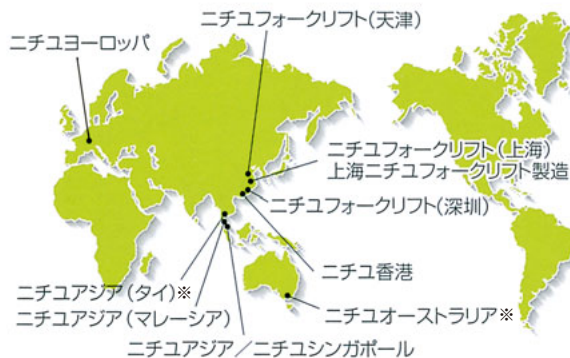 ニチユフォークリフト(天津)
ニチユヨーロッパ
ニチユフォークリフト(上海)
上海ニチユフォークリフト製造
ニチユフォークリフト(深圳)
ニチユ香港
ニチユアジア(タイ)※
ニチユオーストラリア※
ニチユアジア(マレーシア)
ニチユアジア/ニチユシンガポール